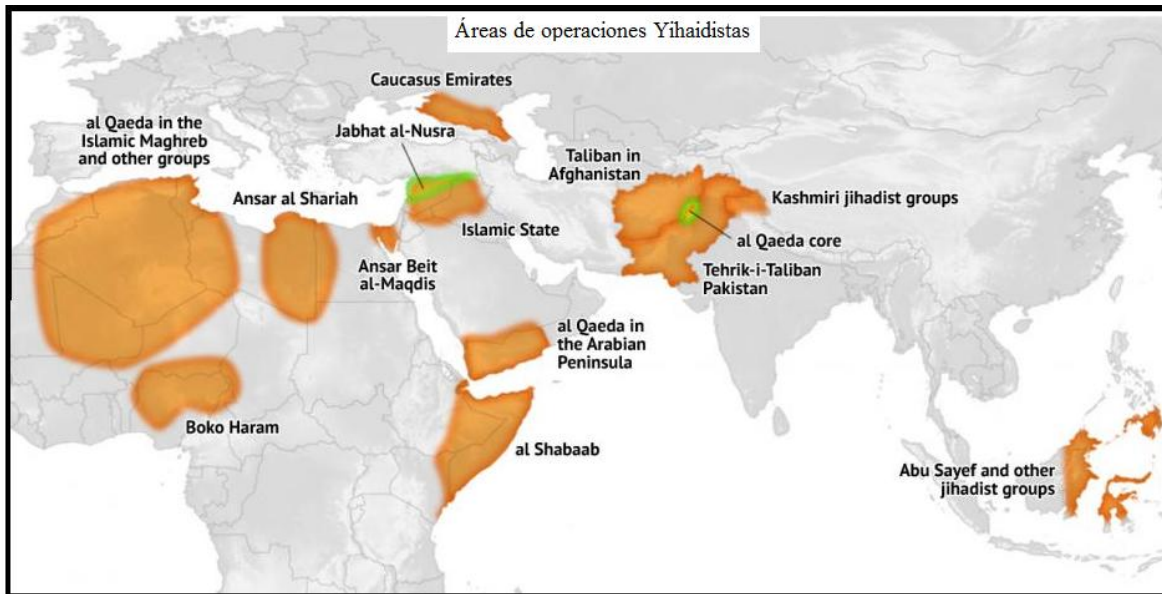 Áreas de operaciones Yihaidistas
Caucasus Emirates
al Qaeda in the
Islamic Maghreb
and other groups
Jabhat al-Nusra
Taliban in
Afghanistan
Ansar al Shariah
Kashmiri jihadist groups
Islamic State
al Qaeda core
Ansar Beit
al-Maqdis
Tehrik-i-Taliban
Pakistan
al Qaeda in
the Arabian
Peninsula
Boko Haram
al Shabaab
Abu Sayef and other
jihadist groups